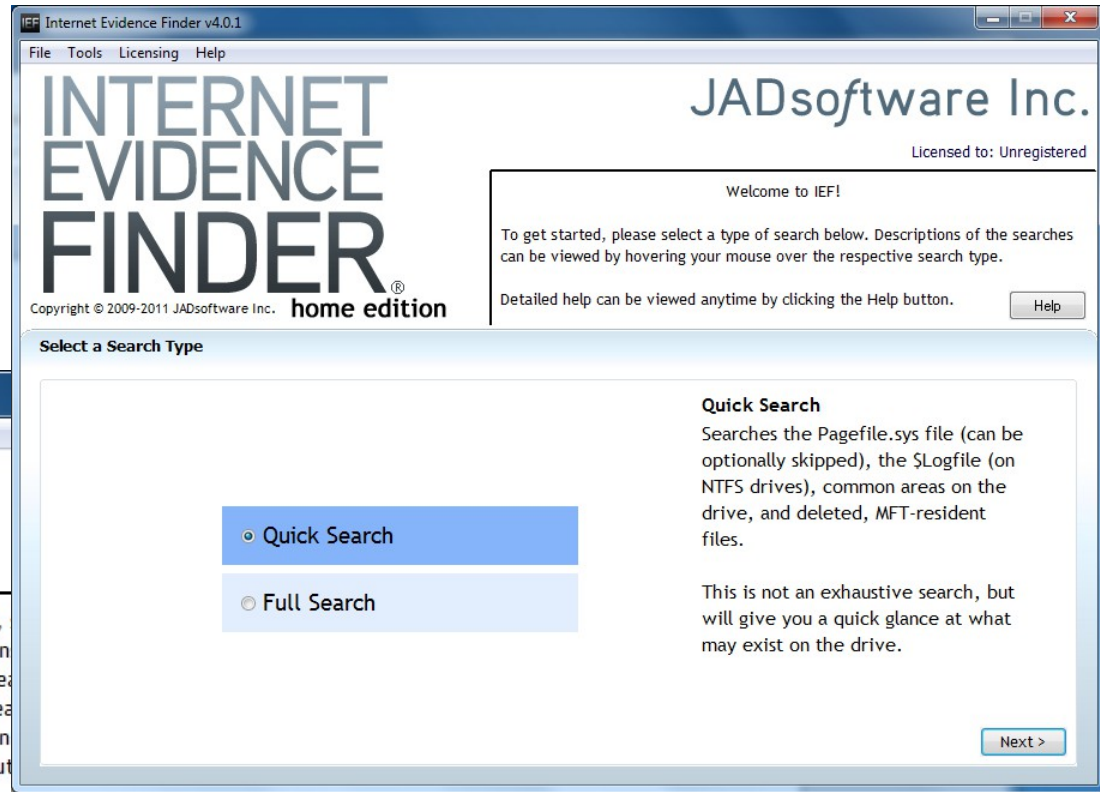 IEF Internet Evidence Finder v4.0.1
File Tools Licensing Help
INTERNET
EVIDENCE
FINDER®
Copyright © 2009-2011 JADsoftware Inc. home edition
JADsoftware Inc.
Licensed to: Unregistered
Welcome to IEF!
To get started, please select a type of search below. Descriptions of the searches
can be viewed by hovering your mouse over the respective search type.
Detailed help can be viewed anytime by clicking the Help button.
Help
Select a Search Type
Quick Search
Full Search
Quick Search
Searches the Pagefile.sys file (can be
optionally skipped), the $Logfile (on
NTFS drives), common areas on the
drive, and deleted, MFT-resident
files.
This is not an exhaustive search, but
will give you a quick glance at what
may exist on the drive.
Next >